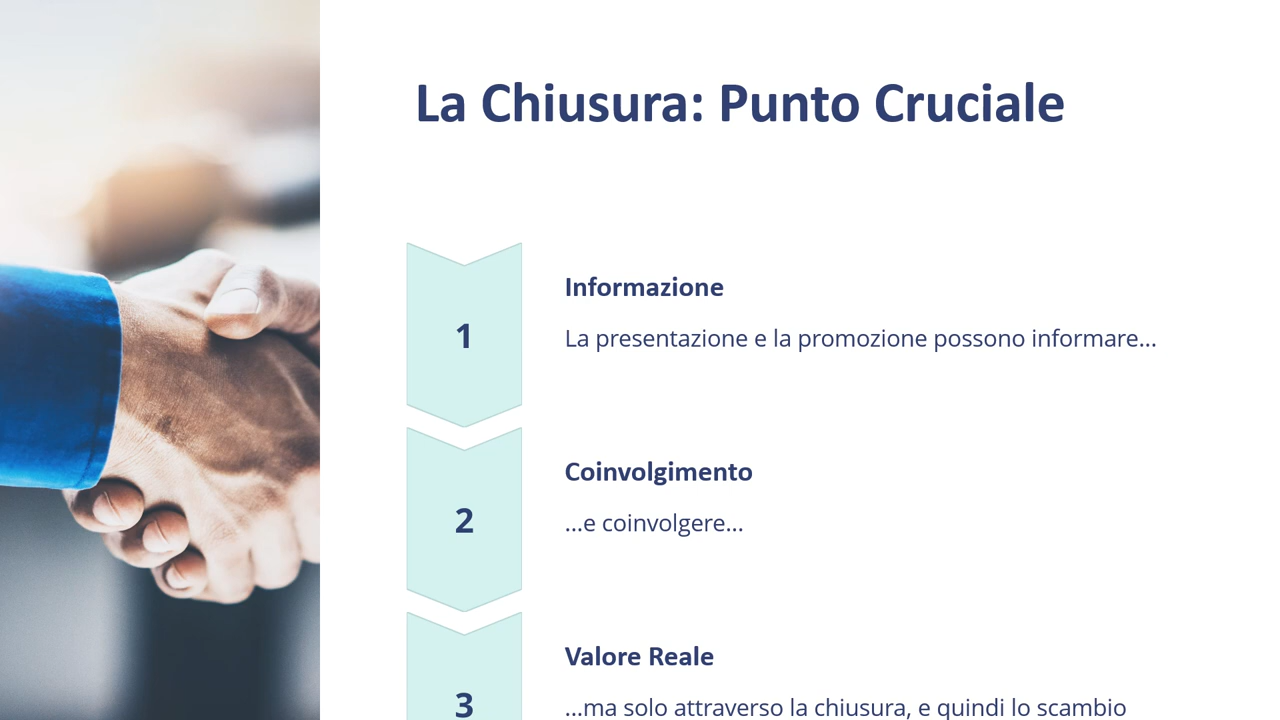 La Chiusura: Punto Cruciale
1
Informazione
La presentazione e la promozione possono informare...
2
Coinvolgimento
...e coinvolgere...
3
Valore Reale
...ma solo attraverso la chiusura, e quindi lo scambio